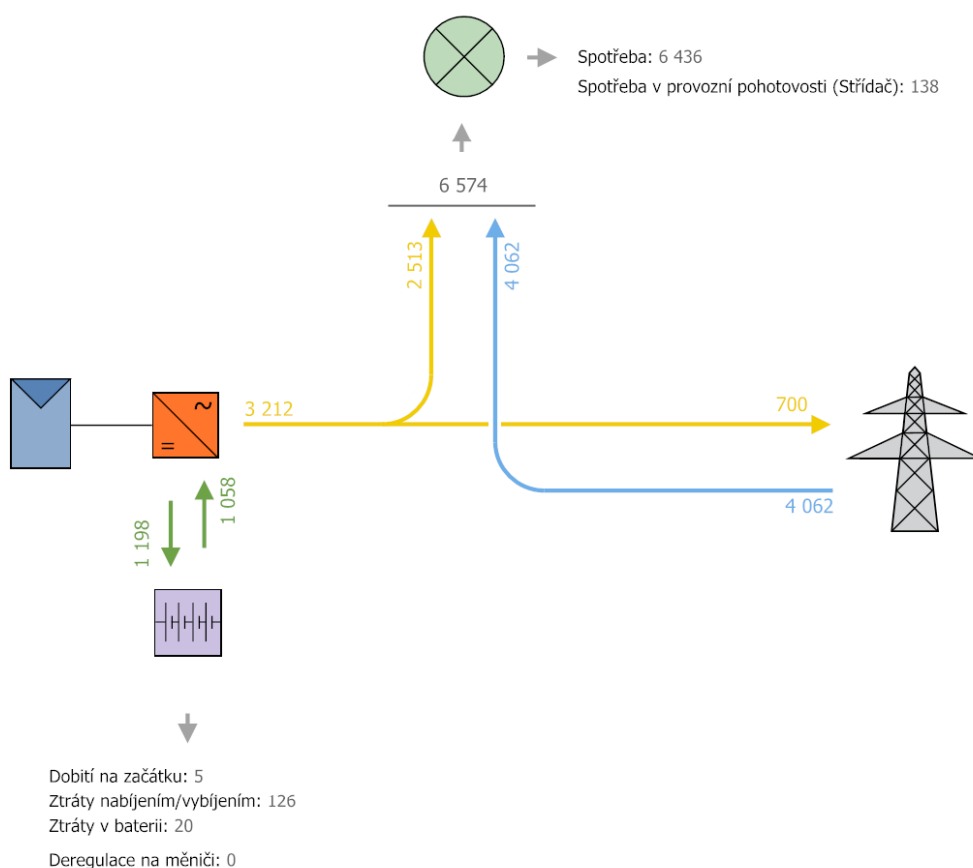 Spotřeba: 6 436
Spotřeba v provozní pohotovosti (Střídač): 138
6 574
2 513
4 062
3 212
~
=
700
4 062
1 198
1 058
Dobití na začátku: 5
Ztráty nabíjením/vybíjením: 126
Ztráty v baterii: 20
Deregulace na měniči: 0